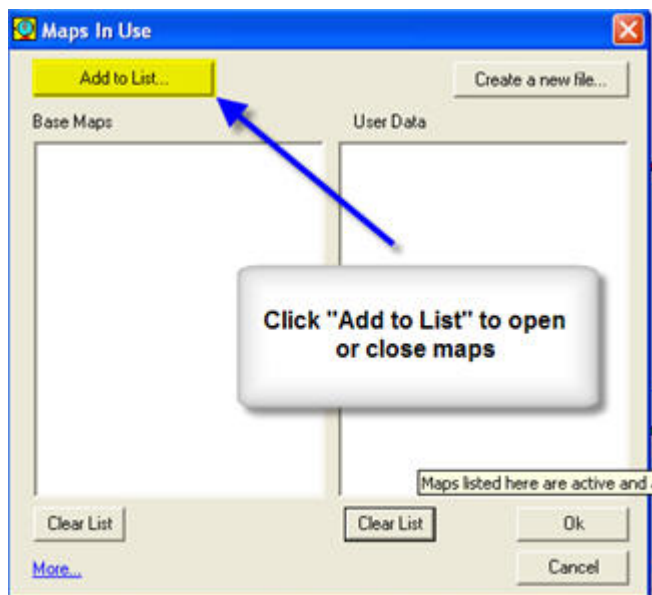 Maps In Use
Add to List...
Create a new file...
Base Maps
User Data
Click "Add to List" to open
or close maps
Maps listed here are active and
Clear List
Clear List
Ok
More...
Cancel